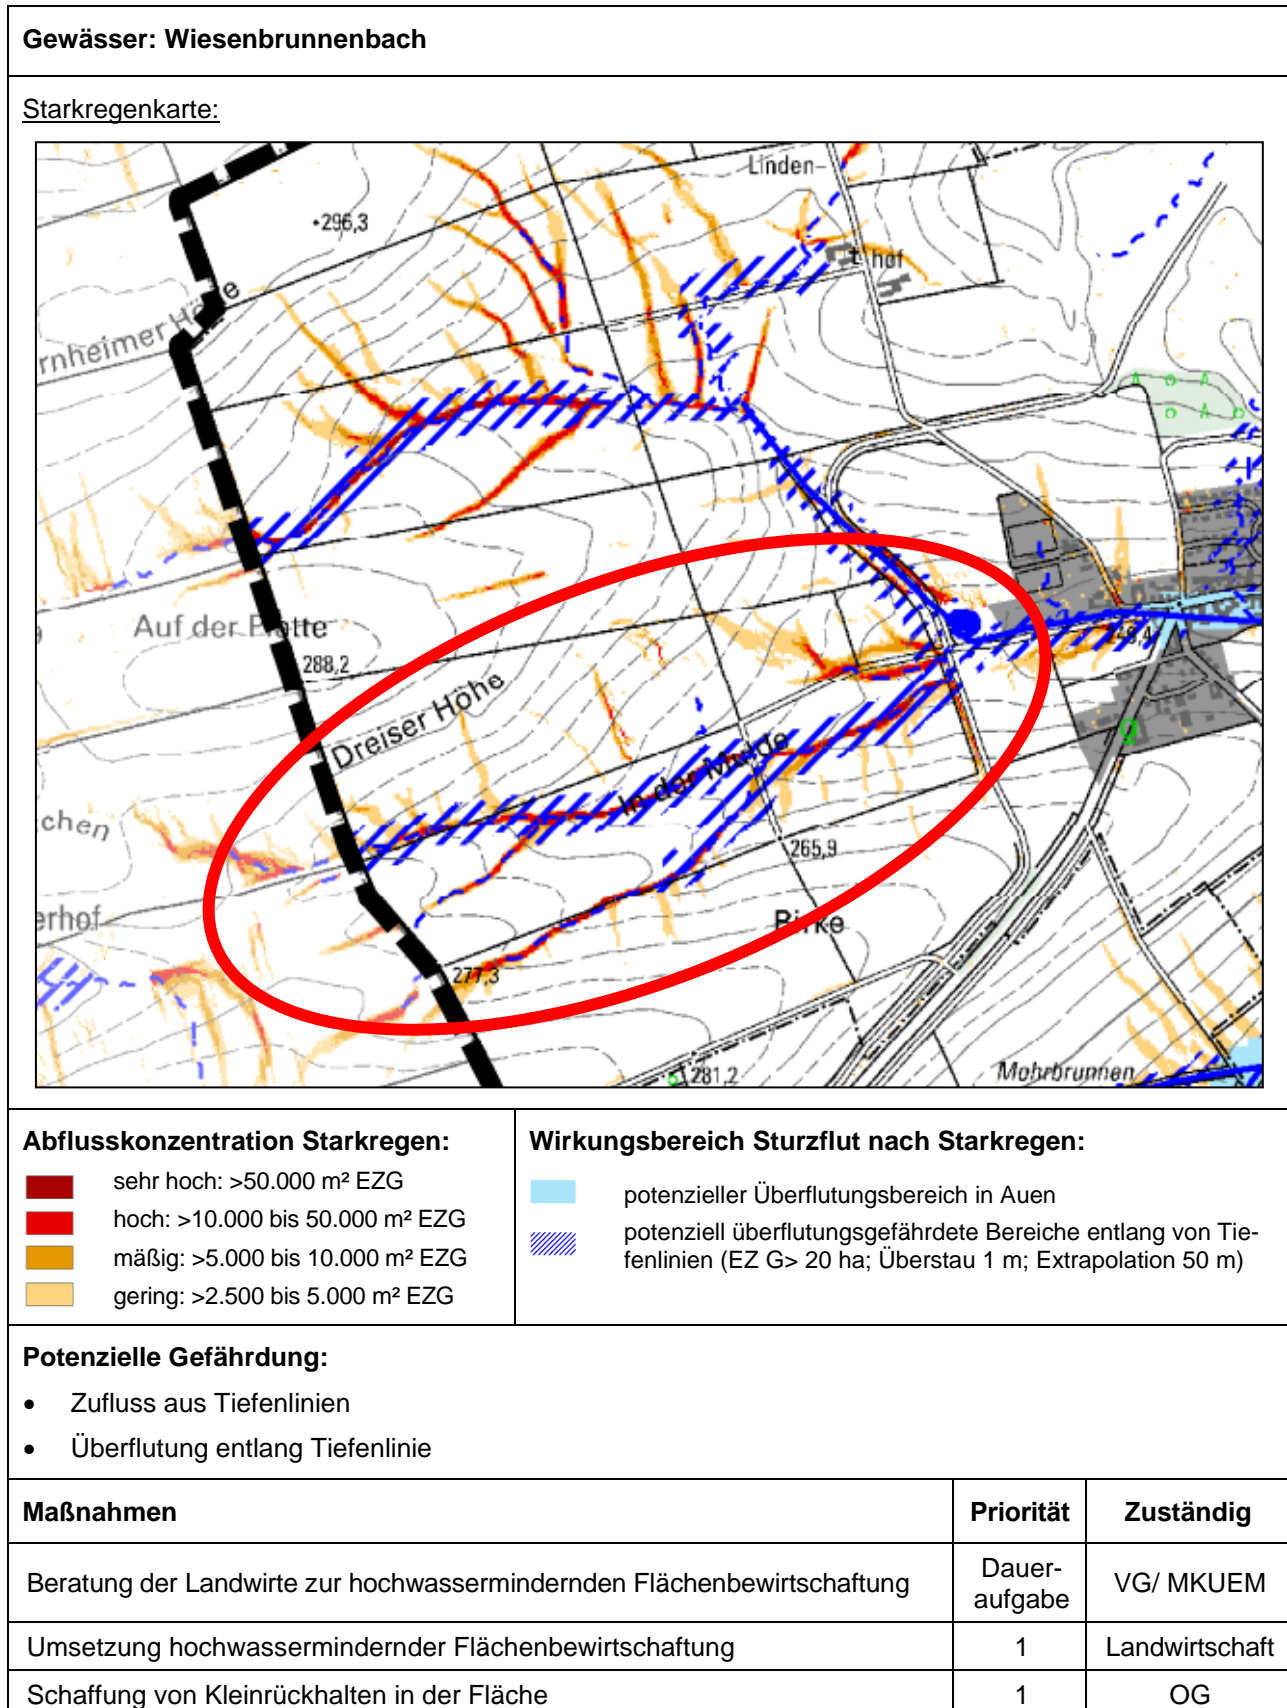 Gewässer: Wiesenbrunnenbach
Starkregenkarte:
Linden-
296,3
hof
rnheimer Höhe
Auf der Platte
288,2
Dreiser Höhe
249,4
In der Mulde
chen
265,9
erhof
Birke
277,3
281,2
Mohrbrunnen
Abflusskonzentration Starkregen:
sehr hoch: >50.000 m² EZG
hoch: >10.000 bis 50.000 m² EZG
mäßig: >5.000 bis 10.000 m² EZG
gering: >2.500 bis 5.000 m² EZG
Wirkungsbereich Sturzflut nach Starkregen:
potenzieller Überflutungsbereich in Auen
potenziell überflutungsgefährdete Bereiche entlang von Tie-
fenlinien (EZ G> 20 ha; Überstau 1 m; Extrapolation 50 m)
Potenzielle Gefährdung:
• Zufluss aus Tiefenlinien
• Überflutung entlang Tiefenlinie
Maßnahmen Priorität Zuständig
Beratung der Landwirte zur hochwassermindernden Flächenbewirtschaftung Dauer- VG/ MKUEM
aufgabe
Umsetzung hochwassermindernder Flächenbewirtschaftung 1 Landwirtschaft
Schaffung von Kleinrückhalten in der Fläche 1 OG